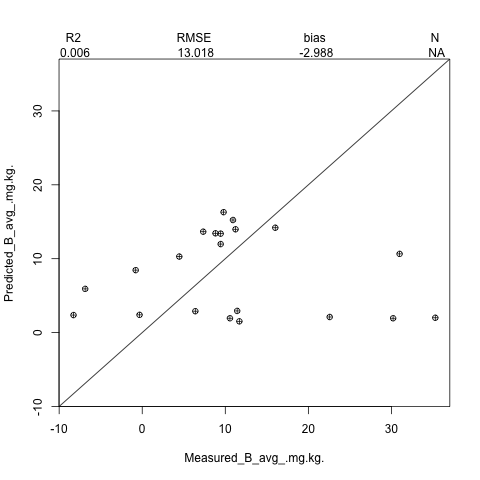 R2 RMSE bias N
0.006 13.018 -2.988 NA
30
20
10
0
-10
Predicted_B_avg_.mg.kg.
-10 0 10 20 30
Measured_B_avg_.mg.kg.